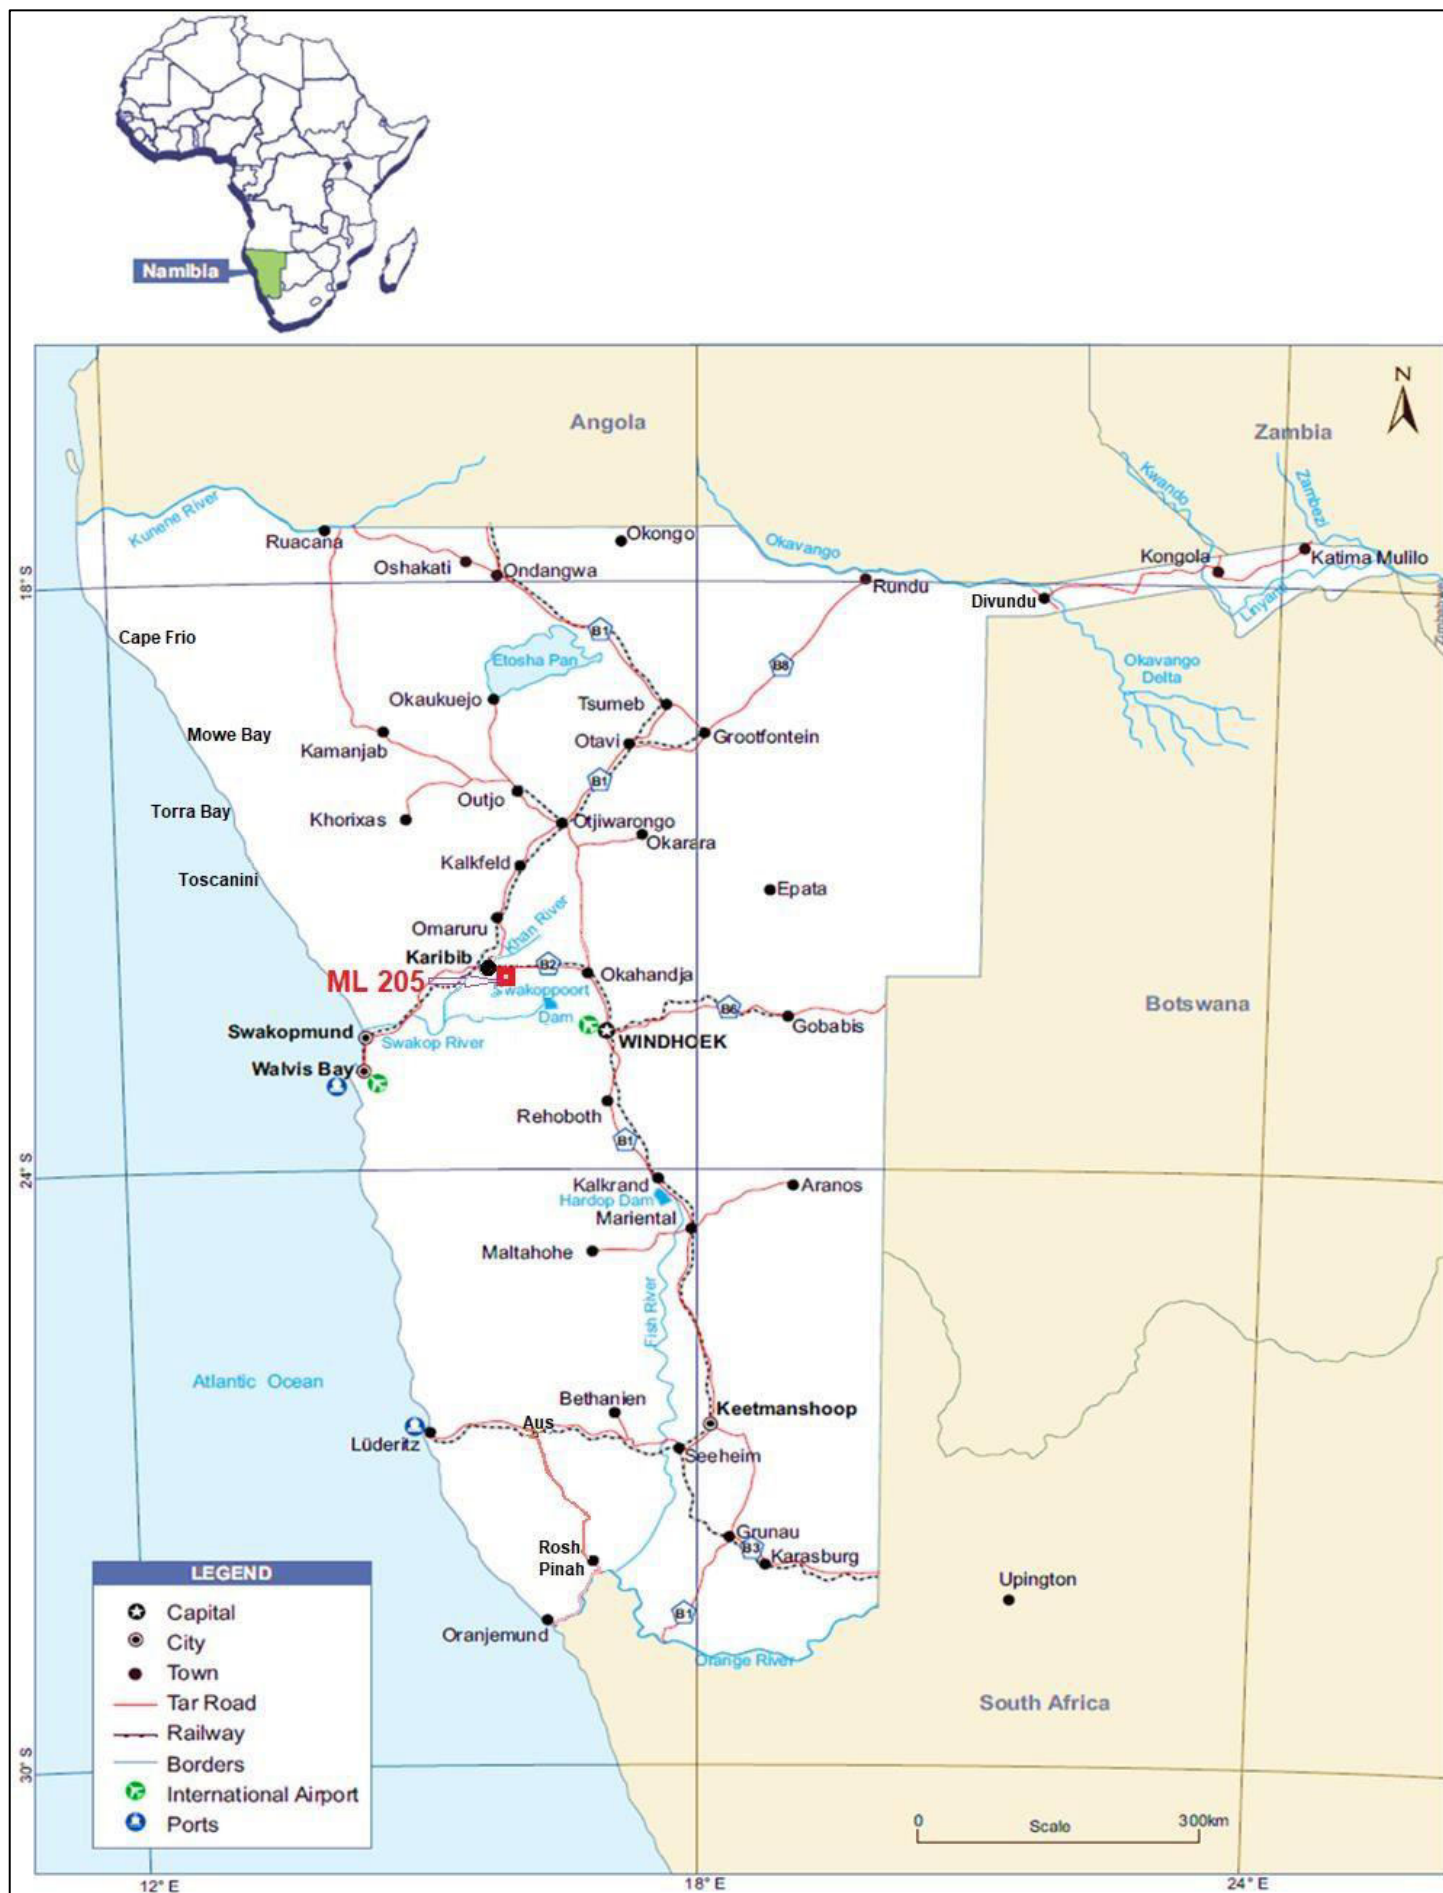 Namibia
N
Angola
Zambia
Kunene River
Ruacana
Okongo
Okavango
Kwando
Zambezi
Oshakati
Ondangwa
Kongola
Katima Mulilo
Rundu
Divundu
Linyanti
Zimbabwe
18° S
Cape Frio
B1
Etosha Pan
B8
Okavango
Delta
Okaukuejo
Tsumeb
Mowe Bay
Kamanjab
Otavi
Grootfontein
B1
Outjo
Torra Bay
Khorixas
Otjiwarongo
Okarara
Kalkfeld
Toscanini
Epata
Omaruru
Khan River
Karibib
B2
Okahandja
ML 205
Swakoppoort
Dam
B6
Botswana
Gobabis
Swakopmund
Swakop River
WINDHOEK
Walvis Bay
Rehoboth
B1
24° S
Kalkrand
Aranos
Hardop Dam
Mariental
Maltahohe
Fish River
Atlantic Ocean
Bethanien
Keetmanshoop
Aus
Lüderitz
Seeheim
Grunau
Rosh
Pinah
B3
Karasburg
Upington
B1
Oranjemund
Orange River
South Africa
LEGEND
Capital
City
Town
Tar Road
Railway
Borders
International Airport
Ports
30° S
0
Scale
300km
12° E
18° E
24° E